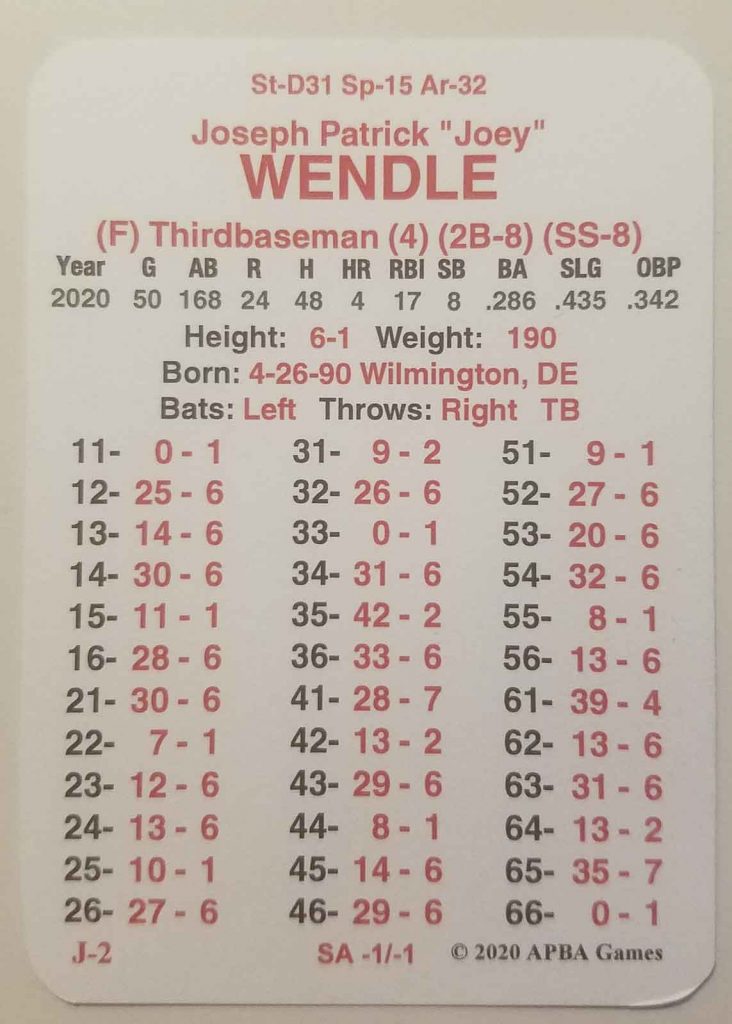 St-D31 Sp-15 Ar-32
Joseph Patrick "Joey"
WENDLE
(F) Thirdbaseman (4) (2B-8) (SS-8)
Year G AB R H HR RBI SB BA SLG OBP
2020 50 168 24 48 4 17 8 .286 .435 .342
Height: 6-1 Weight: 190
Born: 4-26-90 Wilmington, DE
Bats: Left Throws: Right TB
11- 0 - 1 31- 9 - 2 51- 9 - 1
12- 25 - 6 32- 26 - 6 52- 27 - 6
13- 14 - 6 33- 0 - 1 53- 20 - 6
14- 30 - 6 34- 31 - 6 54- 32 - 6
15- 11 - 1 35- 42 - 2 55- 8 - 1
16- 28 - 6 36- 33 - 6 56- 13 - 6
21- 30 - 6 41- 28 - 7 61- 39 - 4
22- 7 - 1 42- 13 - 2 62- 13 - 6
23- 12 - 6 43- 29 - 6 63- 31 - 6
24- 13 - 6 44- 8 - 1 64- 13 - 2
25- 10 - 1 45- 14 - 6 65- 35 - 7
26- 27 - 6 46- 29 - 6 66- 0 - 1
J-2 SA -1/-1 © 2020 APBA Games